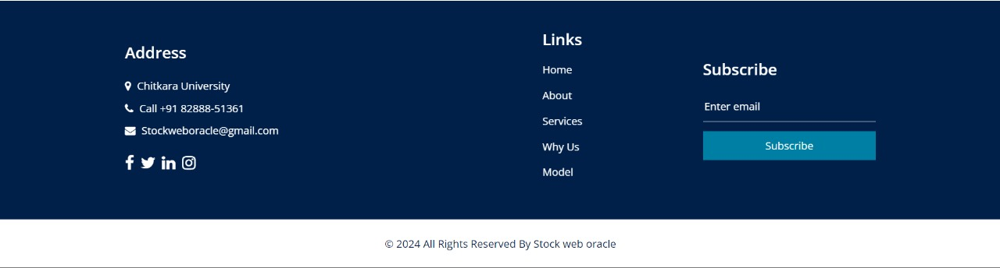 Address
Chitkara University
Call +91 82888-51361
Stockweboracle@gmail.com
Links
Home
About
Services
Why Us
Model
Subscribe
Enter email
Subscribe
© 2024 All Rights Reserved By Stock web oracle